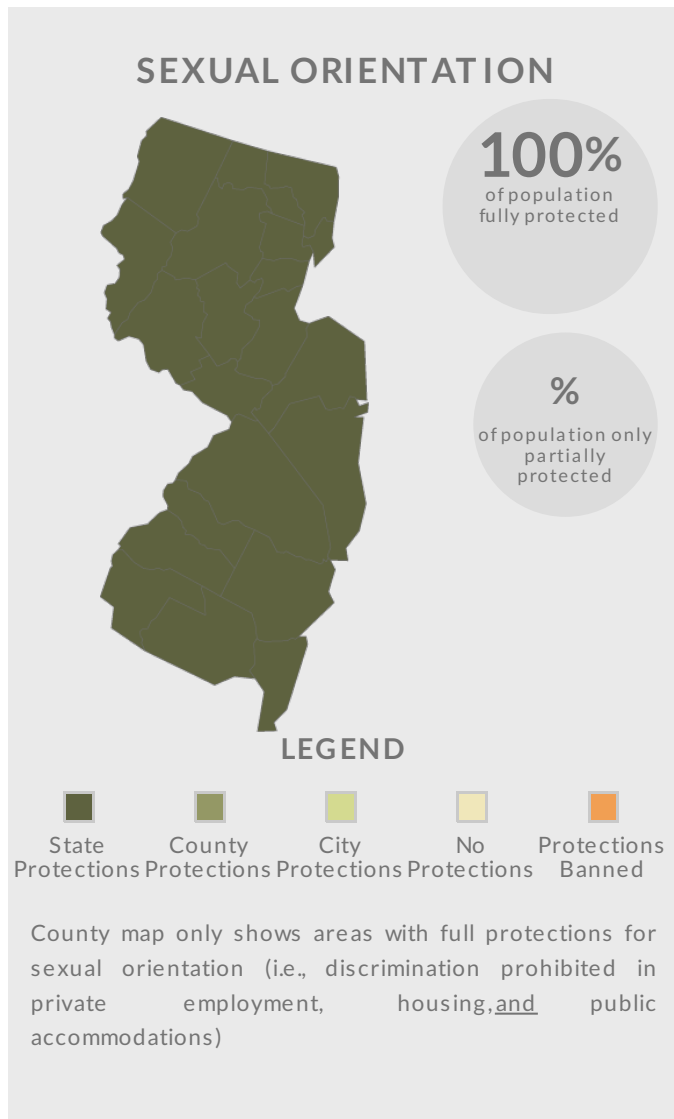 SEXUAL ORIENTATION
100%
of population
fully protected
%
of population only
partially
protected
LEGEND
State
Protections
County
Protections
City
Protections
No
Protections
Protections
Banned
County map only shows areas with full protections for
sexual orientation (i.e., discrimination prohibited in
private employment, housing, and public
accommodations)